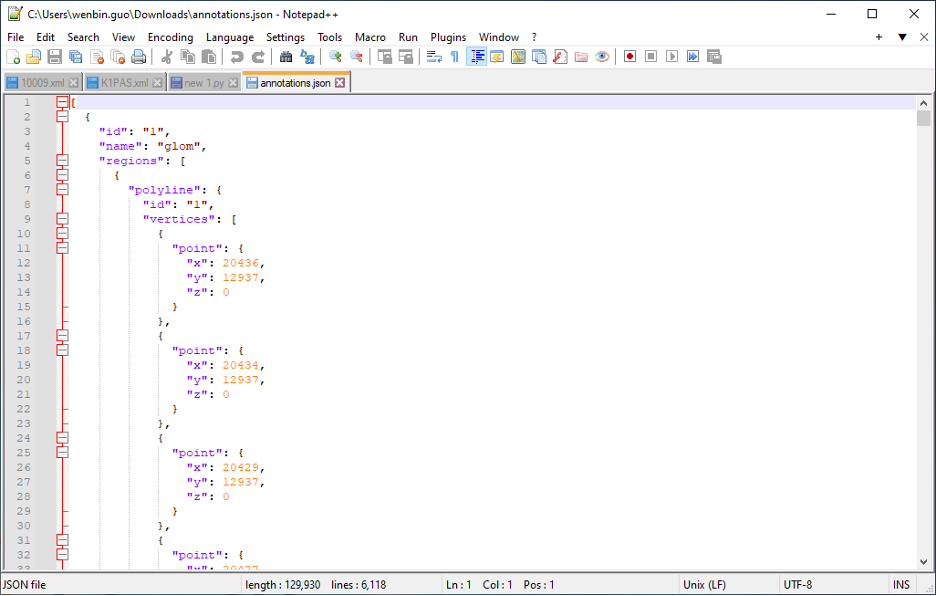 C:\Users\wenbin.guo\Downloads\annotations.json - Notepad++
File Edit Search View Encoding Language Settings Tools Macro Run Plugins Window ?
10009.xml K1PAS.xml new 1.py annotations.json
1 [
2 {
3 "id": "1",
4 "name": "glom",
5 "regions": [
6 {
7 "polyline": {
8 "id": "1",
9 "vertices": [
10 {
11 "point": {
12 "x": 20436,
13 "y": 12937,
14 "z": 0
15 }
16 },
17 {
18 "point": {
19 "x": 20434,
20 "y": 12937,
21 "z": 0
22 }
23 },
24 {
25 "point": {
26 "x": 20429,
27 "y": 12937,
28 "z": 0
29 }
30 },
31 {
32 "point": {
JSON file length : 129,930 lines : 6,118 Ln : 1 Col : 1 Pos : 1 Unix (LF) UTF-8 INS